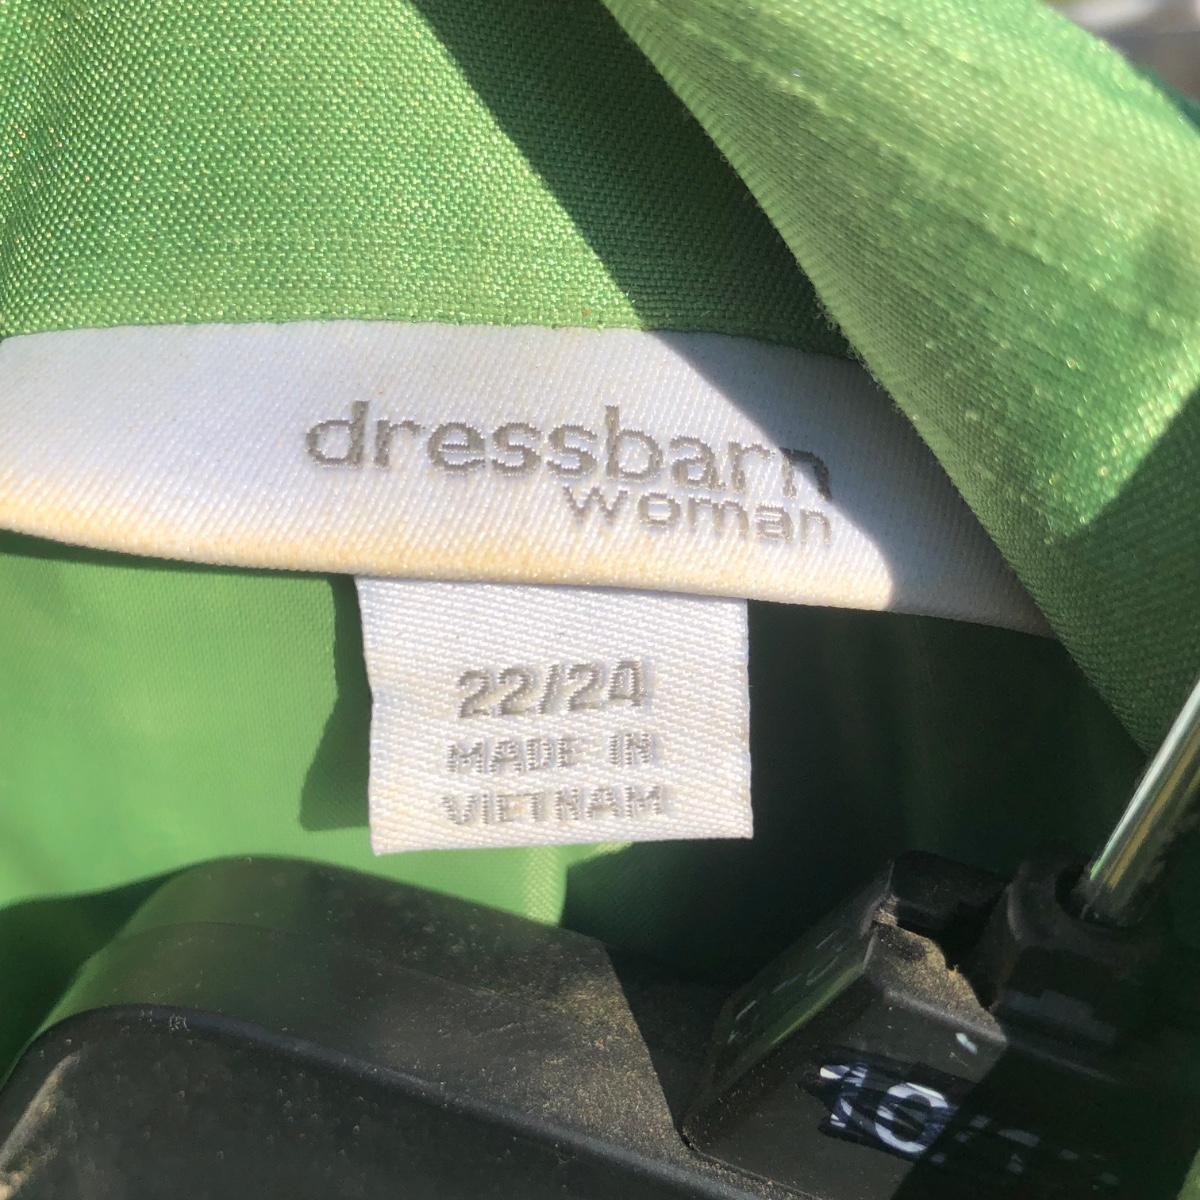 dressbarn
woman
22/24
MADE IN
VIETNAM